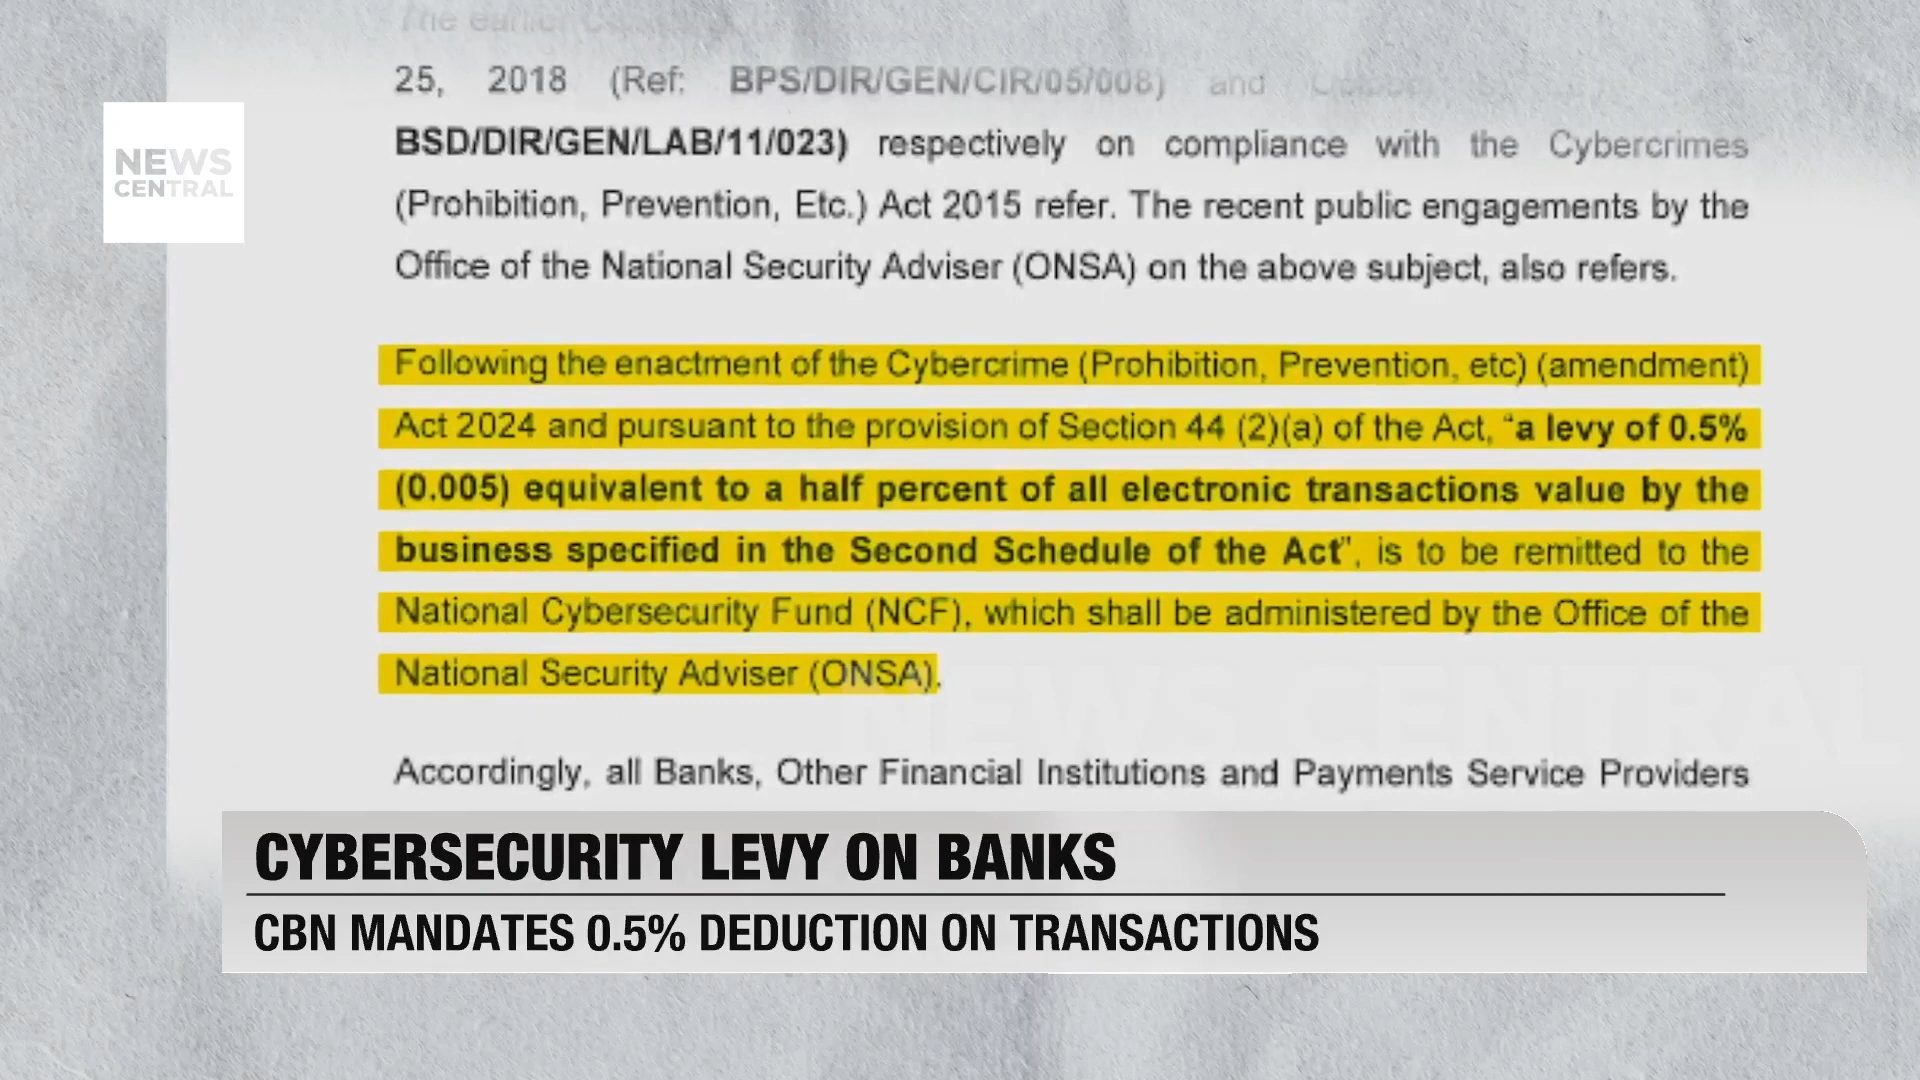 The earlier
25, 2018 (Ref: BPS/DIR/GEN/CIR/05/008) and
BSD/DIR/GEN/LAB/11/023) respectively on compliance with the Cybercrimes
(Prohibition, Prevention, Etc.) Act 2015 refer. The recent public engagements by the
Office of the National Security Adviser (ONSA) on the above subject, also refers.
NEWS
CENTRAL
Following the enactment of the Cybercrime (Prohibition, Prevention, etc) (amendment)
Act 2024 and pursuant to the provision of Section 44 (2)(a) of the Act, “a levy of 0.5%
(0.005) equivalent to a half percent of all electronic transactions value by the
business specified in the Second Schedule of the Act”, is to be remitted to the
National Cybersecurity Fund (NCF), which shall be administered by the Office of the
National Security Adviser (ONSA).
NEWS CENTRAL
Accordingly, all Banks, Other Financial Institutions and Payments Service Providers
CYBERSECURITY LEVY ON BANKS
CBN MANDATES 0.5% DEDUCTION ON TRANSACTIONS